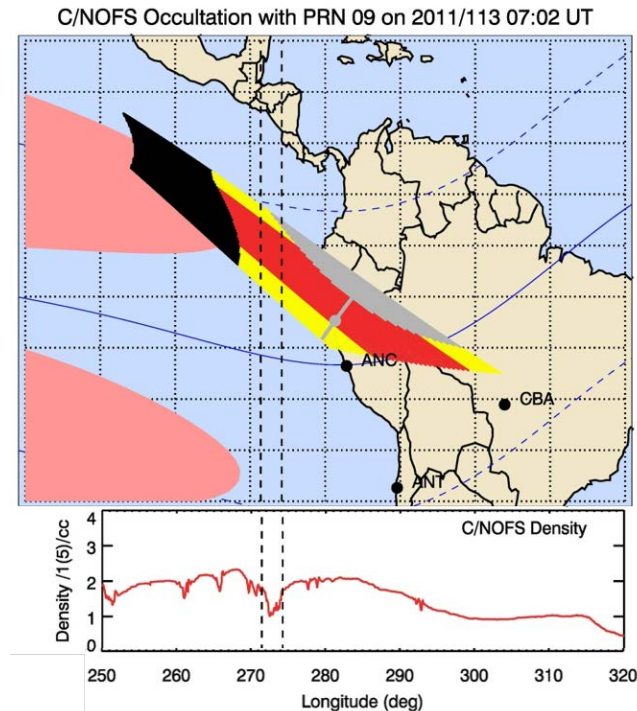 C/NOFS Occultation with PRN 09 on 2011/113 07:02 UT
ANC
CBA
ANT
C/NOFS Density
Density /1(5)/cc
4
3
2
1
0
250 260 270 280 290 300 310 320
Longitude (deg)